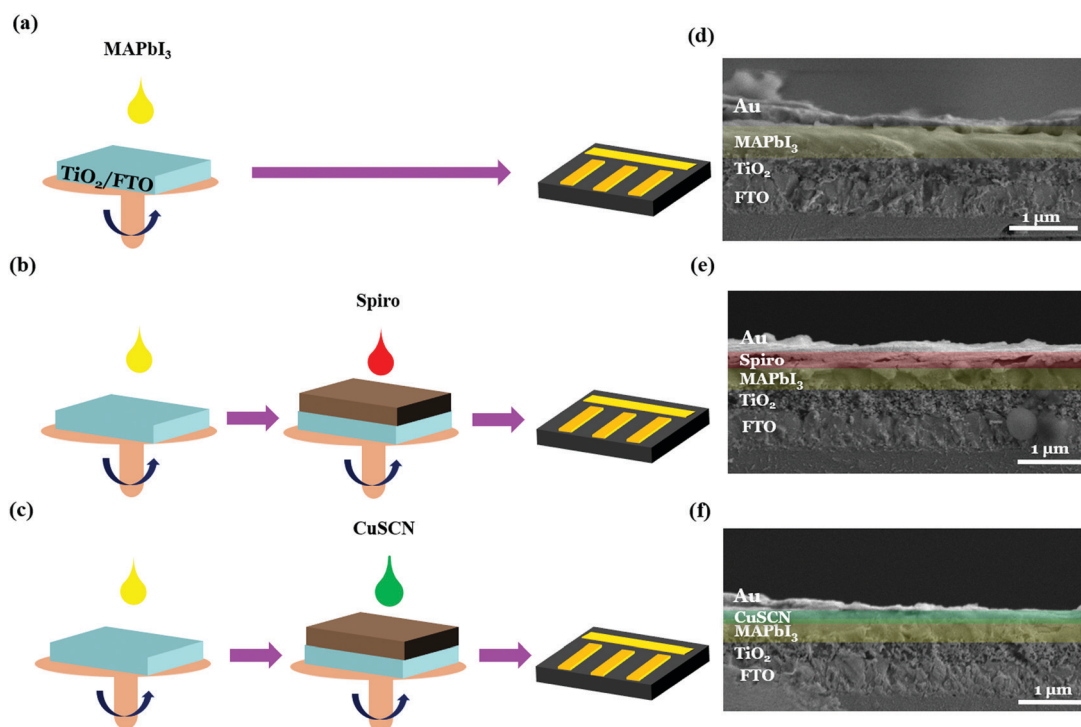 (a)
MAPbI₃
TiO₂/FTO
(d)
Au
MAPbI₃
TiO₂
FTO
1 µm
(b)
Spiro
(e)
Au
Spiro
MAPbI₃
TiO₂
FTO
1 µm
(c)
CuSCN
(f)
Au
CuSCN
MAPbI₃
TiO₂
FTO
1 µm